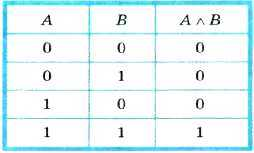 A B A ∧ B
0 0 0
0 1 0
1 0 0
1 1 1